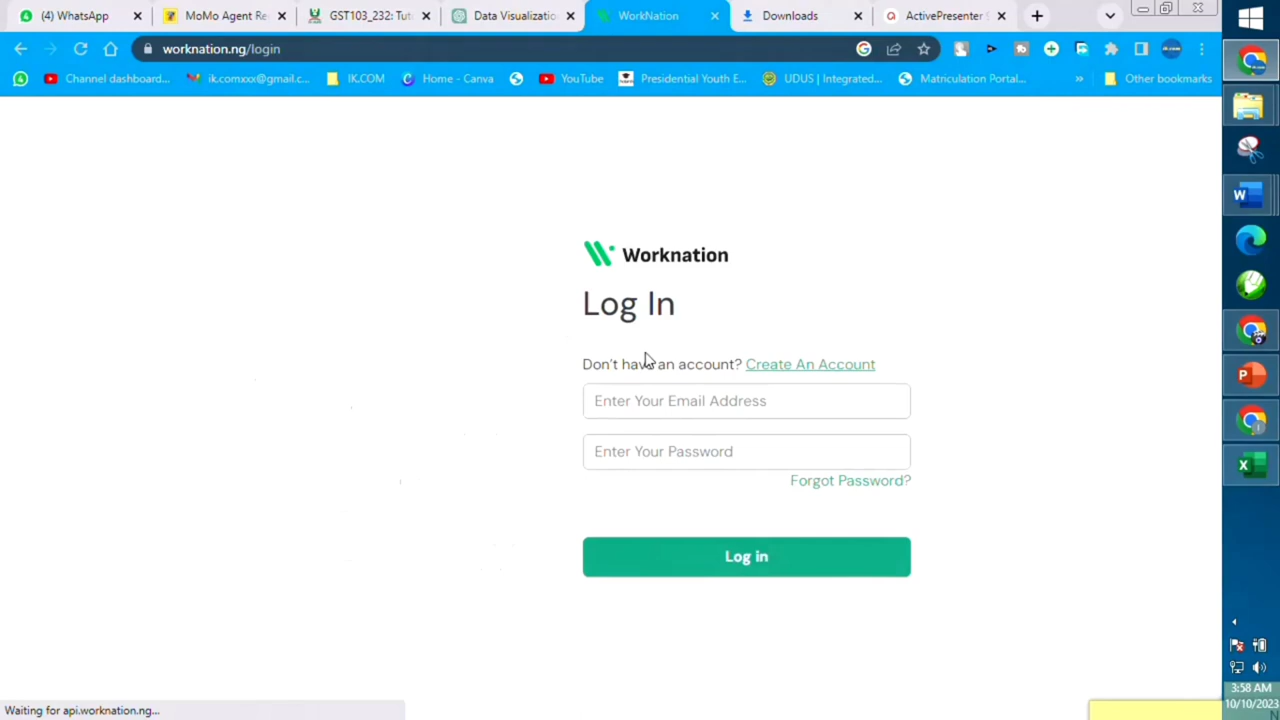 (4) WhatsApp
MoMo Agent Re
GST103_232: Tuto
Data Visualizatio
WorkNation
Downloads
ActivePresenter
worknation.ng/login
Channel dashboard...
ik.comxxx@gmail.c...
IK.COM
Home - Canva
YouTube
Presidential Youth E...
UDUS | Integrated...
Matriculation Portal...
»
Other bookmarks
Worknation
Log In
Don't have an account? Create An Account
Enter Your Email Address
Enter Your Password
Forgot Password?
Log in
Waiting for api.worknation.ng...
3:58 AM
10/10/2023